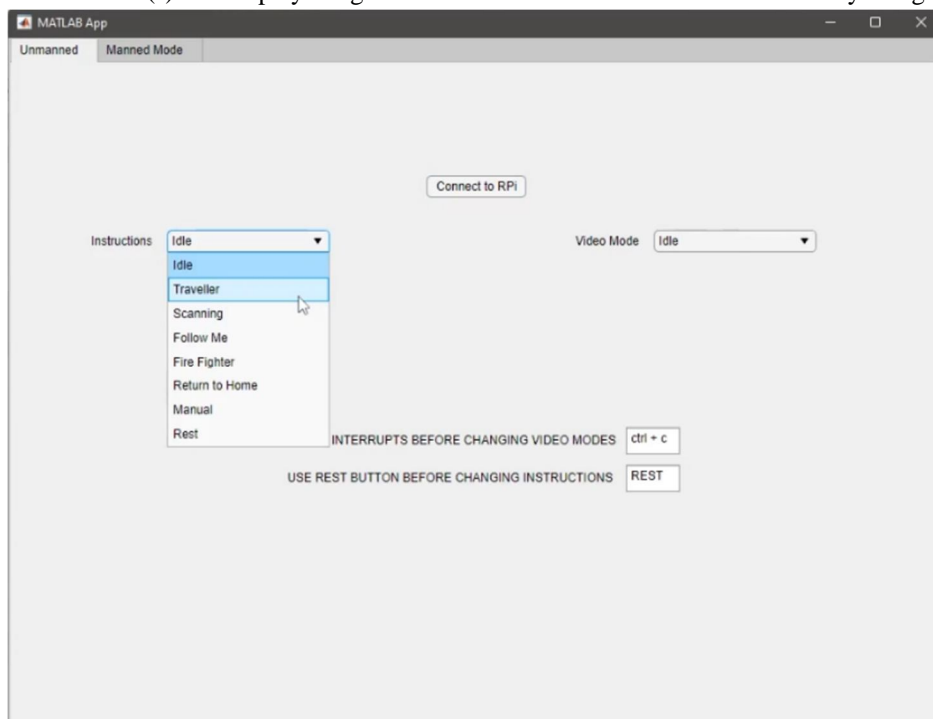 MATLAB App
Unmanned Manned Mode
Connect to RPi
Instructions Idle Video Mode Idle
Idle
Traveller
Scanning
Follow Me
Fire Fighter
Return to Home
Manual
Rest
INTERRUPTS BEFORE CHANGING VIDEO MODES ctrl + c
USE REST BUTTON BEFORE CHANGING INSTRUCTIONS REST